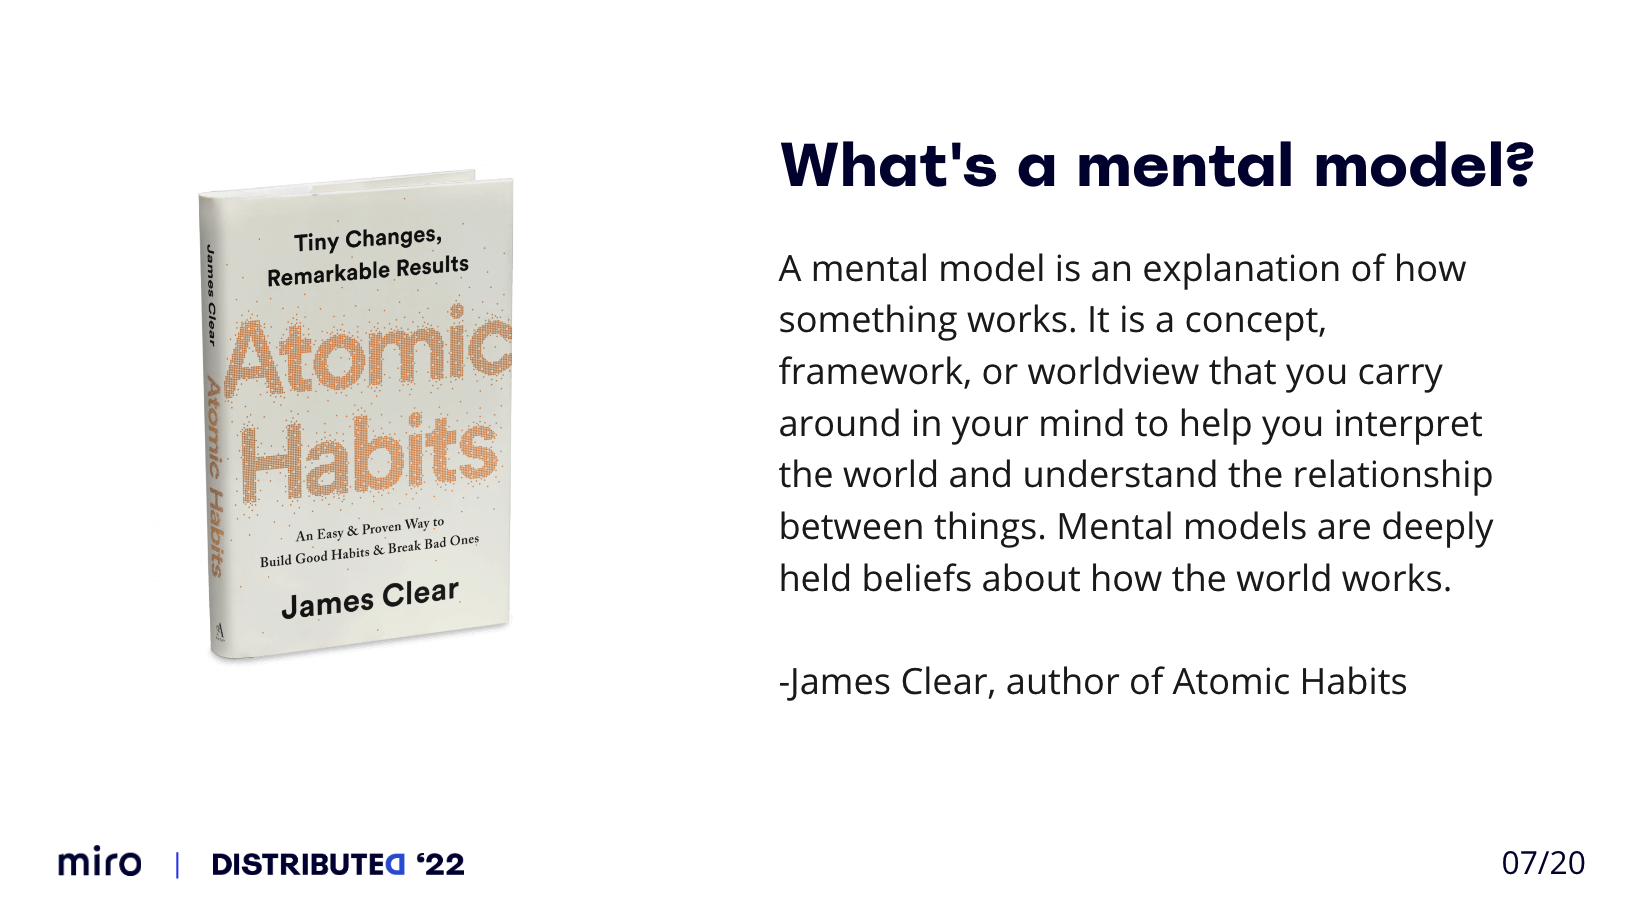 Tiny Changes,
Remarkable Results
Atomic
Habits
An Easy & Proven Way to
Build Good Habits & Break Bad Ones
James Clear
James Clear Atomic Habits
What's a mental model?
A mental model is an explanation of how
something works. It is a concept,
framework, or worldview that you carry
around in your mind to help you interpret
the world and understand the relationship
between things. Mental models are deeply
held beliefs about how the world works.
-James Clear, author of Atomic Habits
miro | DISTRIBUTED ‘22
07/20